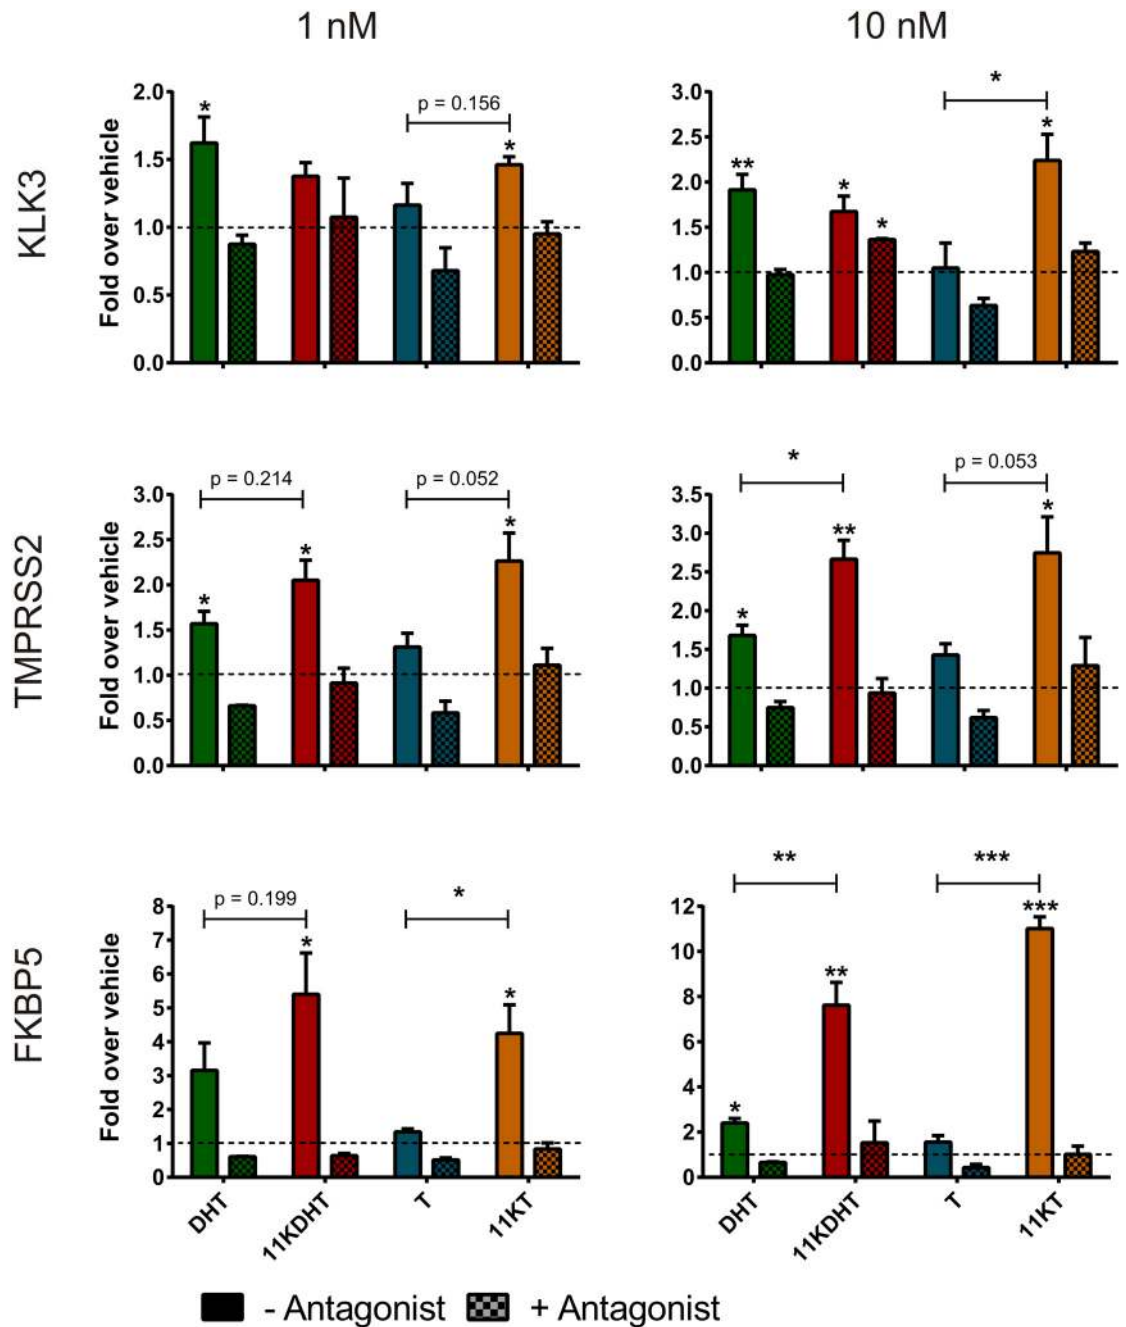 1 nM
10 nM
KLK3
Fold over vehicle
2.0
1.5
1.0
0.5
0.0
*
p = 0.156
*
3.0
2.5
2.0
1.5
1.0
0.5
0.0
*
**
*
*
*
TMPRSS2
Fold over vehicle
3.0
2.5
2.0
1.5
1.0
0.5
0.0
p = 0.214
p = 0.052
*
*
*
3.5
3.0
2.5
2.0
1.5
1.0
0.5
0.0
*
p = 0.053
*
**
*
FKBP5
Fold over vehicle
8
7
6
5
4
3
2
1
0
p = 0.199
*
*
*
DHT
11KDHT
T
11KT
12
10
8
6
4
2
0
**
***
*
**
***
DHT
11KDHT
T
11KT
- Antagonist
+ Antagonist